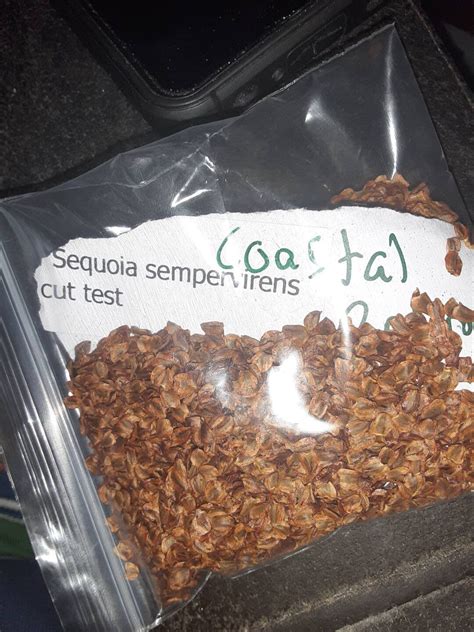 Coastal
Sequoia sempervirens
cut test